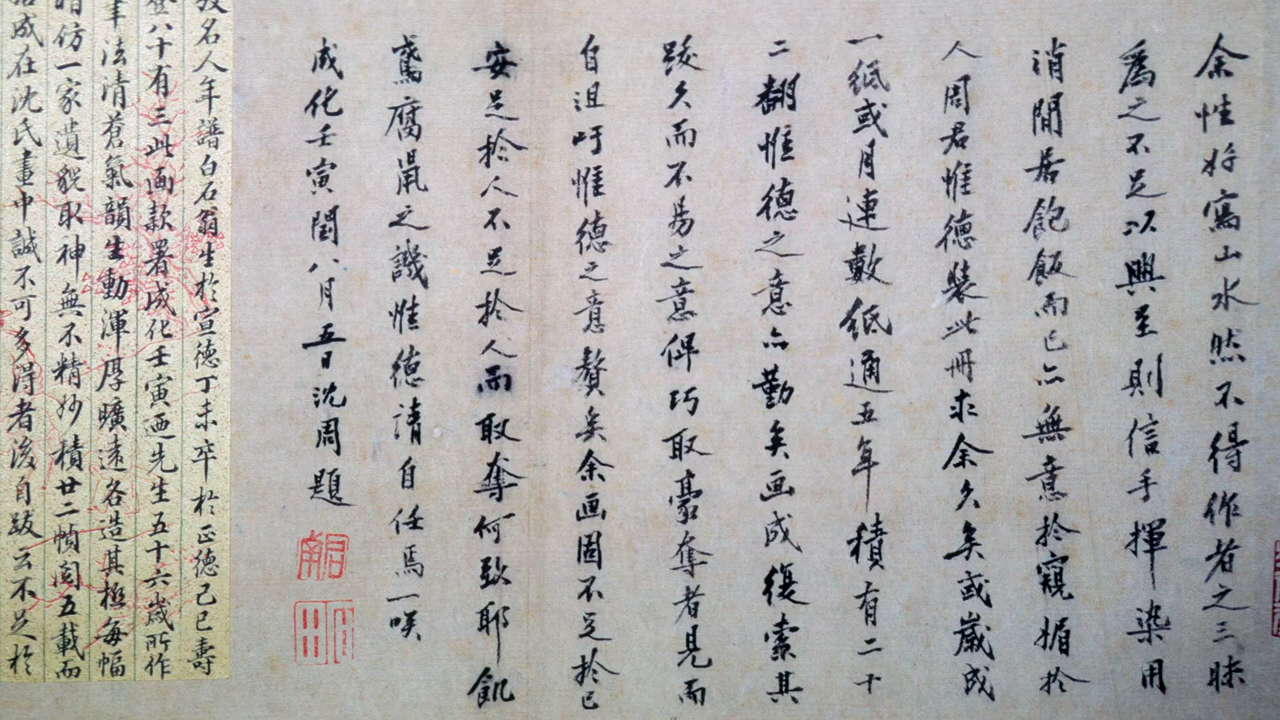 余性好寫山水然不得作者之三昧
為之不足以興至則信手揮染用
消閒居飽飯而已亦無意於窺媚於
人周君惟德裝此冊求余久矣或歲成
一紙或月連數紙通五年積有二十
二翻惟德之意亦勤矣画成復索其
跋久而不易之意俾巧取豪奪者見而
自沮吁惟德之意贅矣余画固不足於己
安足於人不足於人而取奪何致耶飢
鳶腐鼠之譏惟德請自任焉一咲
成化壬寅閏八月五日沈周題
名人年譜白石翁生於宣德丁未卒於正德己巳壽
八十有三此画款署成化壬寅迺先生五十六歲所作
筆法清蒼氣韻生動渾厚曠遠各造其極每幅
仿一家遺貌取神無不精妙積廿二幀閱五載而
成在沈氏畫中誠不可多得者後自跋云不足於